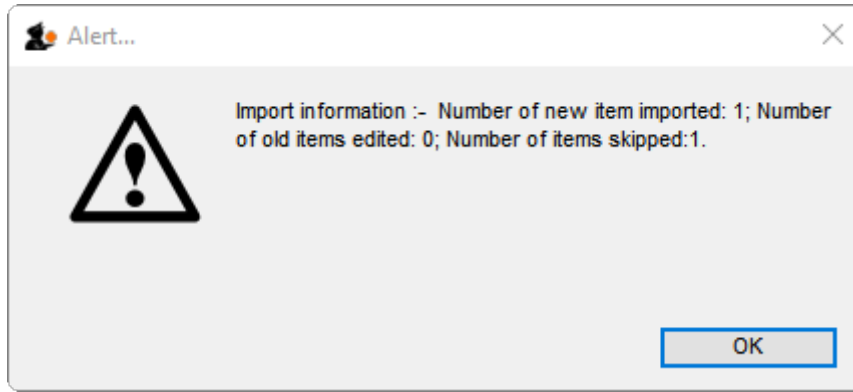 Alert...
Import information :-  Number of new item imported: 1; Number
of old items edited: 0; Number of items skipped:1.
OK